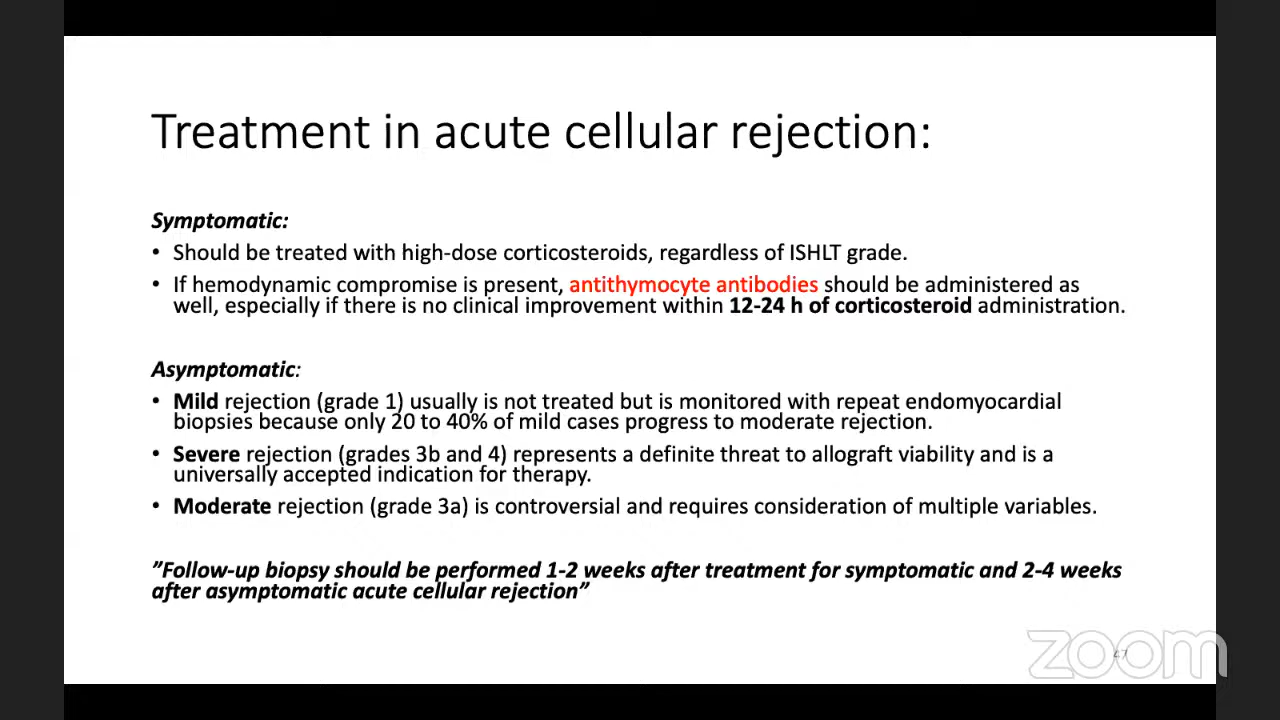 Treatment in acute cellular rejection:
Symptomatic:
• Should be treated with high-dose corticosteroids, regardless of ISHLT grade.
• If hemodynamic compromise is present, antithymocyte antibodies should be administered as
well, especially if there is no clinical improvement within 12-24 h of corticosteroid administration.
Asymptomatic:
• Mild rejection (grade 1) usually is not treated but is monitored with repeat endomyocardial
biopsies because only 20 to 40% of mild cases progress to moderate rejection.
• Severe rejection (grades 3b and 4) represents a definite threat to allograft viability and is a
universally accepted indication for therapy.
• Moderate rejection (grade 3a) is controversial and requires consideration of multiple variables.
”Follow-up biopsy should be performed 1-2 weeks after treatment for symptomatic and 2-4 weeks
after asymptomatic acute cellular rejection”
47
zoom